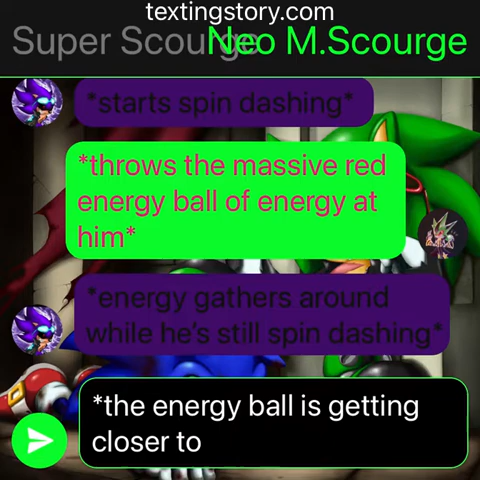 textingstory.com
Super Scourge
Neo M.Scourge
*starts spin dashing*
*throws the massive red
energy ball of energy at
him*
*energy gathers around
while he's still spin dashing*
*the energy ball is getting
closer to